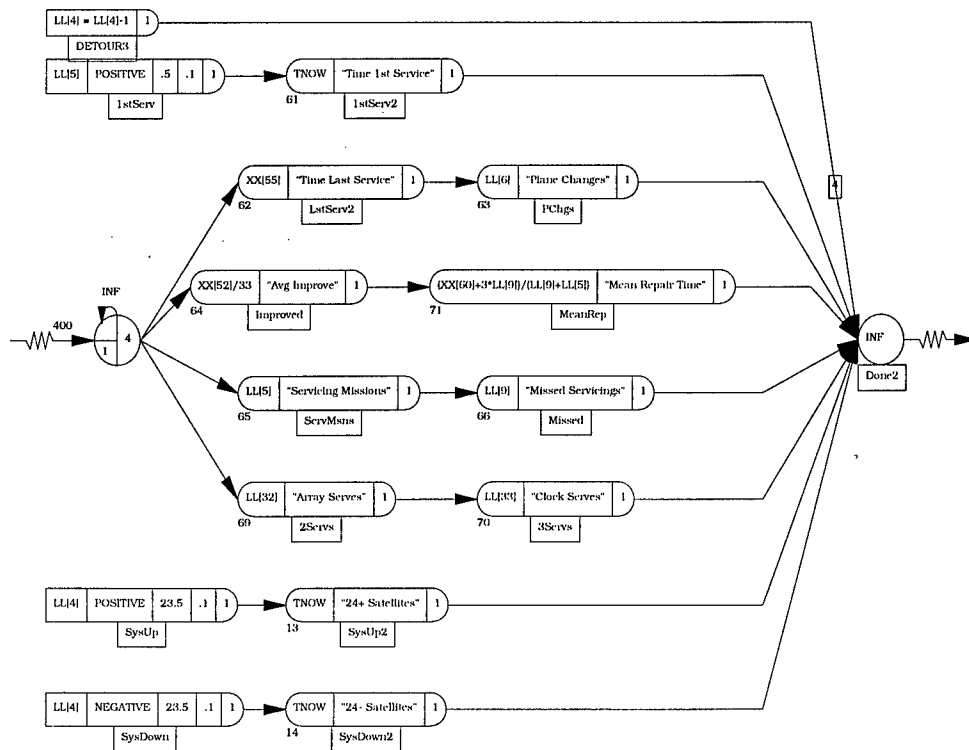 LL[4] = LL[4]-1 1
DETOUR3
LL[5] POSITIVE .5 .1 1
1stServ
TNOW "Time 1st Service" 1
61
1stServ2
XX[55] "Time Last Service" 1
62
LstServ2
LL[6] "Plane Changes" 1
63
PChgs
4
XX[52]/33 "Avg Improve" 1
64
Improved
(XX[60]+3*LL[9])/(LL[9]+LL[5]) "Mean Repair Time" 1
71
MeanRep
INF
400
1
4
INF
Done2
LL[5] "Servicing Missions" 1
65
ServMsns
LL[9] "Missed Servicings" 1
66
Missed
LL[32] "Array Serves" 1
69
2Servs
LL[33] "Clock Serves" 1
70
3Servs
LL[4] POSITIVE 23.5 .1 1
SysUp
TNOW "24+ Satellites" 1
13
SysUp2
LL[4] NEGATIVE 23.5 .1 1
SysDown
TNOW "24- Satellites" 1
14
SysDown2